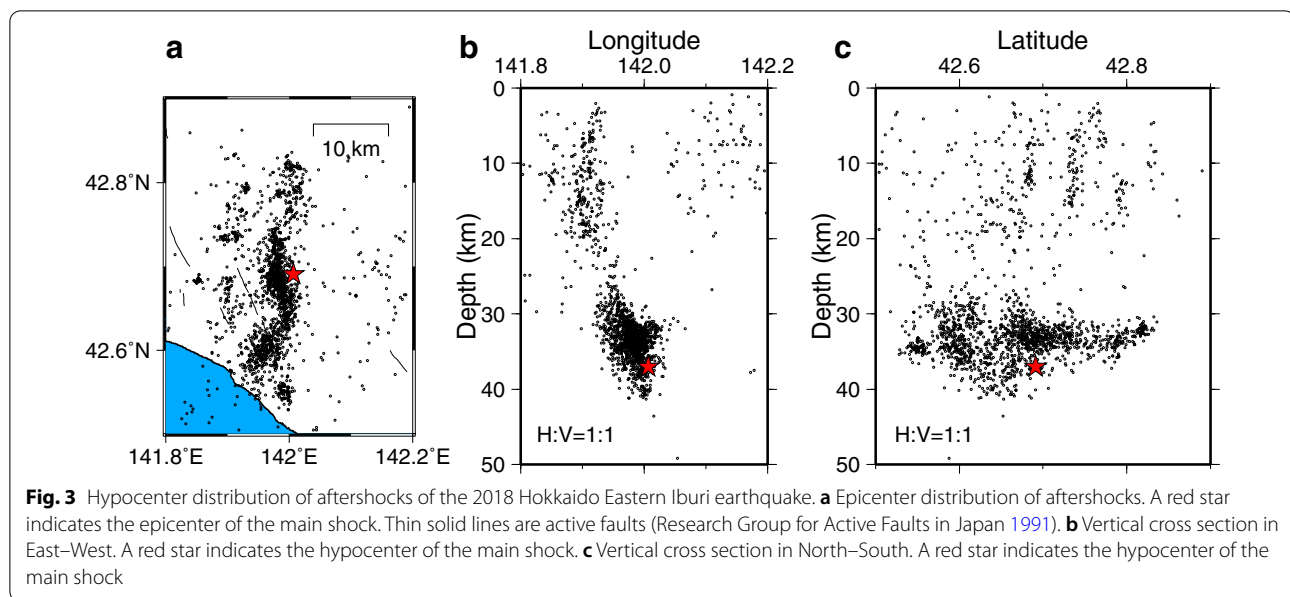 a
10 km
42.8˚N
42.6˚N
141.8˚E
142˚E
142.2˚E
b
Longitude
141.8
142.0
142.2
0
10
20
30
40
50
Depth (km)
H:V=1:1
c
Latitude
42.6
42.8
0
10
20
30
40
50
Depth (km)
H:V=1:1
Fig. 3 Hypocenter distribution of aftershocks of the 2018 Hokkaido Eastern Iburi earthquake. a Epicenter distribution of aftershocks. A red star
indicates the epicenter of the main shock. Thin solid lines are active faults (Research Group for Active Faults in Japan 1991). b Vertical cross section in
East–West. A red star indicates the hypocenter of the main shock. c Vertical cross section in North–South. A red star indicates the hypocenter of the
main shock